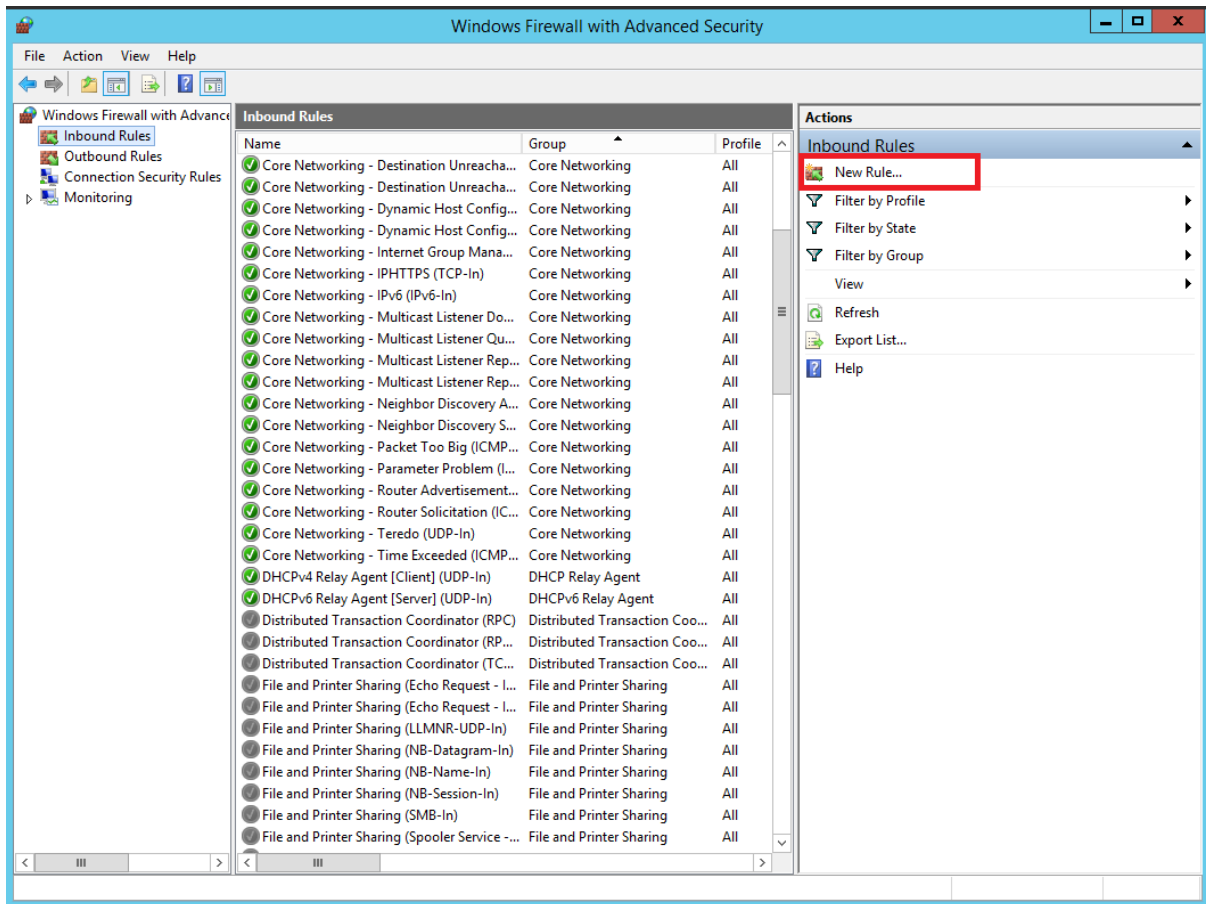 Windows Firewall with Advanced Security
File Action View Help
Windows Firewall with Advance
Inbound Rules
Outbound Rules
Connection Security Rules
Monitoring
Inbound Rules
Name Group Profile
Core Networking - Destination Unreacha... Core Networking All
Core Networking - Destination Unreacha... Core Networking All
Core Networking - Dynamic Host Config... Core Networking All
Core Networking - Dynamic Host Config... Core Networking All
Core Networking - Internet Group Mana... Core Networking All
Core Networking - IPHTTPS (TCP-In) Core Networking All
Core Networking - IPv6 (IPv6-In) Core Networking All
Core Networking - Multicast Listener Do... Core Networking All
Core Networking - Multicast Listener Qu... Core Networking All
Core Networking - Multicast Listener Rep... Core Networking All
Core Networking - Multicast Listener Rep... Core Networking All
Core Networking - Neighbor Discovery A... Core Networking All
Core Networking - Neighbor Discovery S... Core Networking All
Core Networking - Packet Too Big (ICMP... Core Networking All
Core Networking - Parameter Problem (I... Core Networking All
Core Networking - Router Advertisement... Core Networking All
Core Networking - Router Solicitation (IC... Core Networking All
Core Networking - Teredo (UDP-In) Core Networking All
Core Networking - Time Exceeded (ICMP... Core Networking All
DHCPv4 Relay Agent [Client] (UDP-In) DHCP Relay Agent All
DHCPv6 Relay Agent [Server] (UDP-In) DHCPv6 Relay Agent All
Distributed Transaction Coordinator (RPC) Distributed Transaction Coo... All
Distributed Transaction Coordinator (RP... Distributed Transaction Coo... All
Distributed Transaction Coordinator (TC... Distributed Transaction Coo... All
File and Printer Sharing (Echo Request - I... File and Printer Sharing All
File and Printer Sharing (Echo Request - I... File and Printer Sharing All
File and Printer Sharing (LLMNR-UDP-In) File and Printer Sharing All
File and Printer Sharing (NB-Datagram-In) File and Printer Sharing All
File and Printer Sharing (NB-Name-In) File and Printer Sharing All
File and Printer Sharing (NB-Session-In) File and Printer Sharing All
File and Printer Sharing (SMB-In) File and Printer Sharing All
File and Printer Sharing (Spooler Service -... File and Printer Sharing All
Actions
Inbound Rules
New Rule...
Filter by Profile
Filter by State
Filter by Group
View
Refresh
Export List...
Help